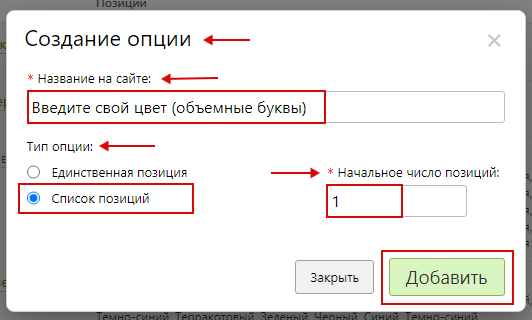 Позиции
Создание опции
* Название на сайте:
Введите свой цвет (объемные буквы)
Тип опции:
Единственная позиция
* Начальное число позиций:
Список позиций
1
Закрыть
Добавить
Темно-синий, Терракотовый, Зеленый, Черный, Синий, Темно-синий